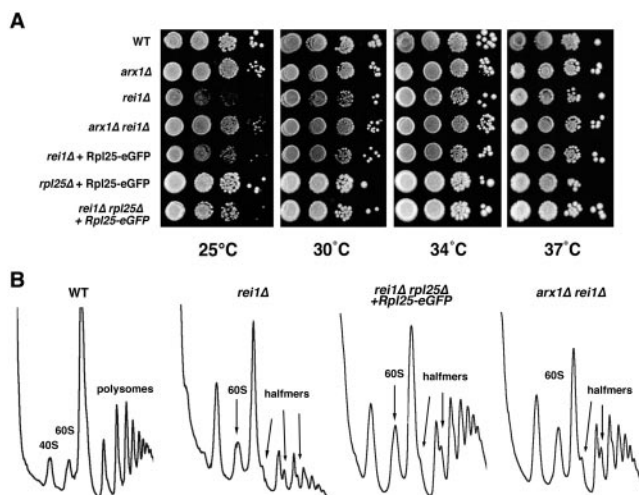 A
WT
arx1Δ
rei1Δ
arx1Δ rei1Δ
rei1Δ + Rpl25-eGFP
rpl25Δ + Rpl25-eGFP
rei1Δ rpl25Δ
+ Rpl25-eGFP
25°C 30°C 34°C 37°C
B
WT
rei1Δ
rei1Δ rpl25Δ
+Rpl25-eGFP
arx1Δ rei1Δ
40S
60S
polysomes
60S
halfmers
60S
halfmers
60S
halfmers